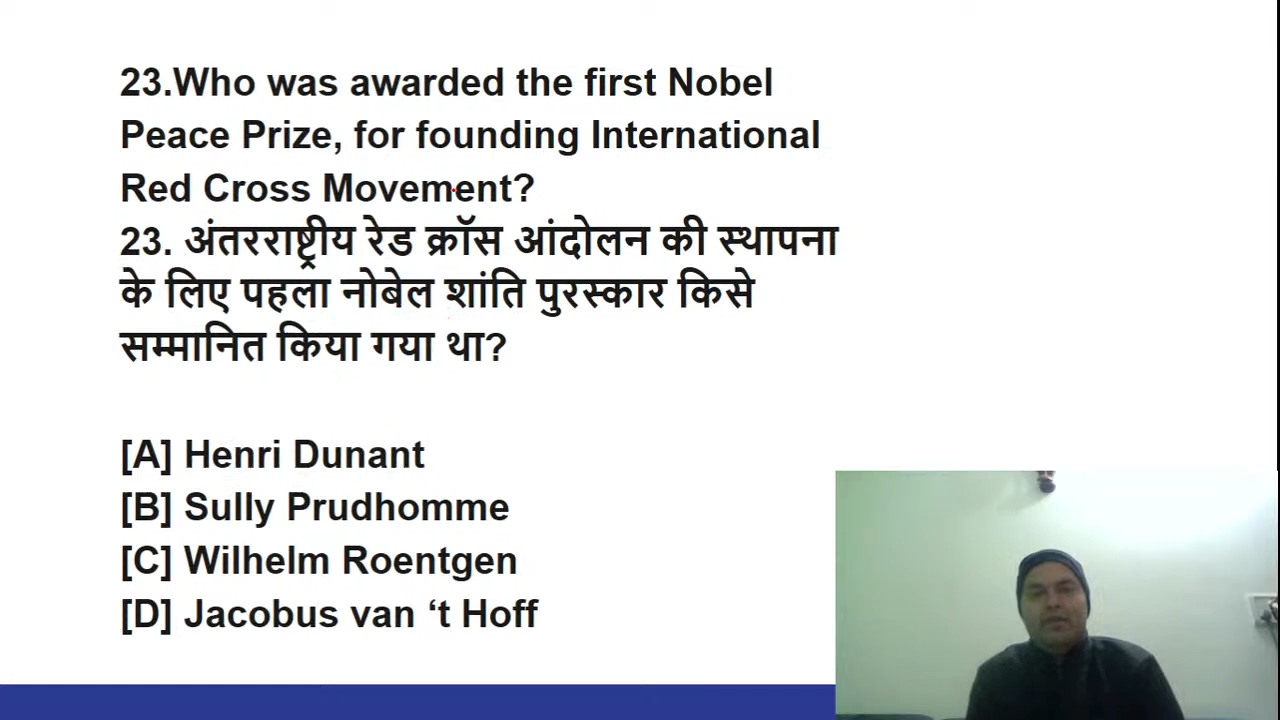 23.Who was awarded the first Nobel
Peace Prize, for founding International
Red Cross Movement?
23. अंतरराष्ट्रीय रेड क्रॉस आंदोलन की स्थापना
के लिए पहला नोबेल शांति पुरस्कार किसे
सम्मानित किया गया था?
[A] Henri Dunant
[B] Sully Prudhomme
[C] Wilhelm Roentgen
[D] Jacobus van ‘t Hoff